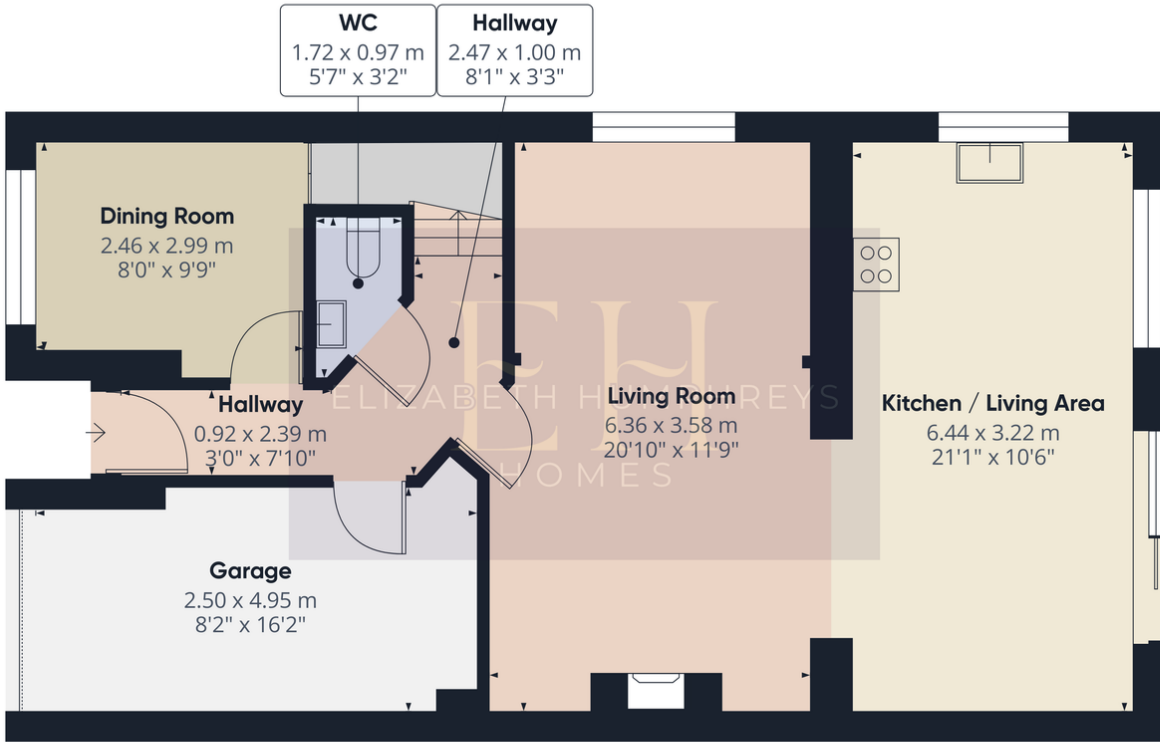 WC
1.72 x 0.97 m
5'7" x 3'2"
Hallway
2.47 x 1.00 m
8'1" x 3'3"
Dining Room
2.46 x 2.99 m
8'0" x 9'9"
Hallway
0.92 x 2.39 m
3'0" x 7'10"
Living Room
6.36 x 3.58 m
20'10" x 11'9"
Kitchen / Living Area
6.44 x 3.22 m
21'1" x 10'6"
Garage
2.50 x 4.95 m
8'2" x 16'2"
EH
ELIZABETH HUMPHREYS
HOMES